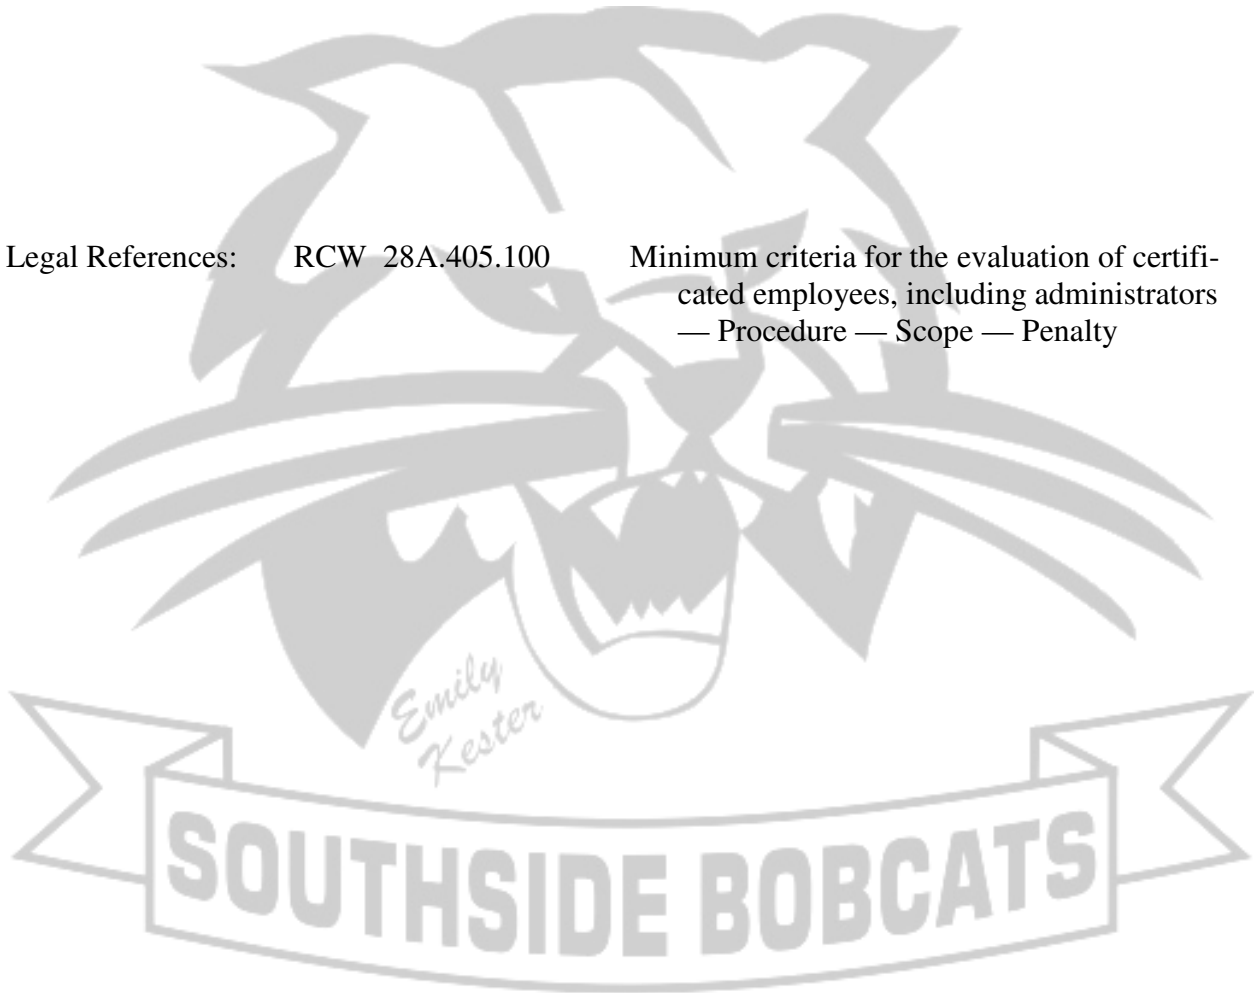 Legal References: RCW 28A.405.100 Minimum criteria for the evaluation of certifi-
cated employees, including administrators
— Procedure — Scope — Penalty
Emily
Kester
SOUTHSIDE BOBCATS